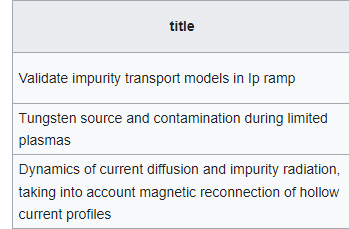 title
Validate impurity transport models in Ip ramp
Tungsten source and contamination during limited
plasmas
Dynamics of current diffusion and impurity radiation,
taking into account magnetic reconnection of hollow
current profiles